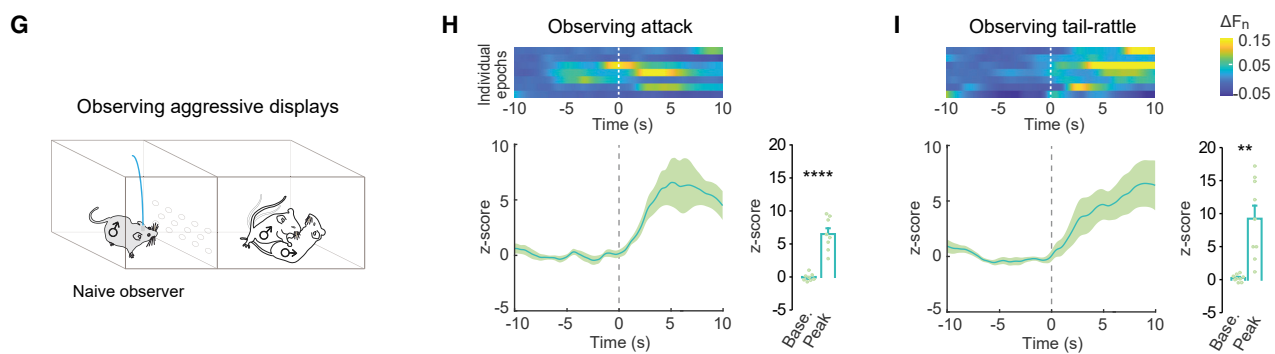 G
Observing aggressive displays
♂
♂
♂
Naive observer
H
Observing attack
Individual
epochs
-10
-5
0
5
10
Time (s)
10
5
0
-5
z-score
-10
-5
0
5
10
Time (s)
20
15
10
5
0
-5
z-score
****
Base.
Peak
I
Observing tail-rattle
ΔFn
0.15
0.05
-0.05
-10
-5
0
5
10
Time (s)
10
5
0
-5
z-score
-10
-5
0
5
10
Time (s)
20
15
10
5
0
-5
z-score
**
Base.
Peak